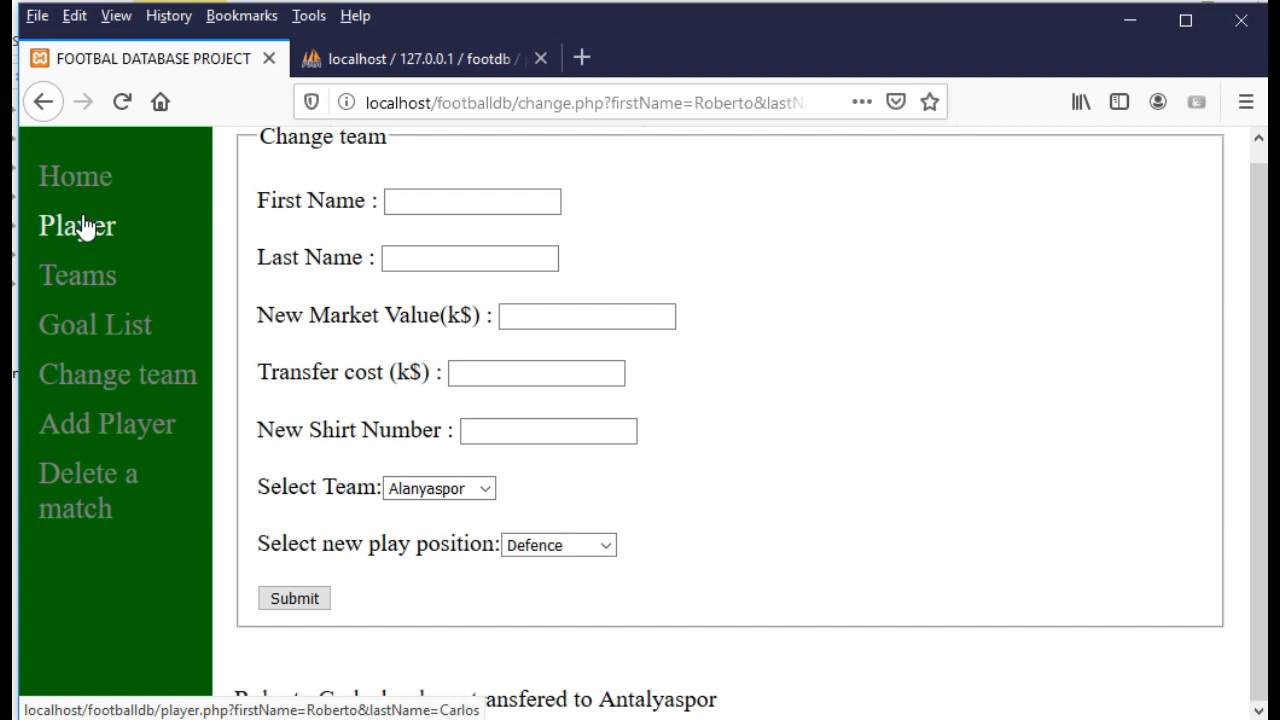 File Edit View History Bookmarks Tools Help
FOOTBAL DATABASE PROJECT
localhost / 127.0.0.1 / footdb /
localhost/footballdb/change.php?firstName=Roberto&lastN
Home
Player
Teams
Goal List
Change team
Add Player
Delete a
match
Change team
First Name :
Last Name :
New Market Value(k$) :
Transfer cost (k$) :
New Shirt Number :
Select Team: Alanyaspor
Select new play position: Defence
Submit
transfered to Antalyaspor
localhost/footballdb/player.php?firstName=Roberto&lastName=Carlos